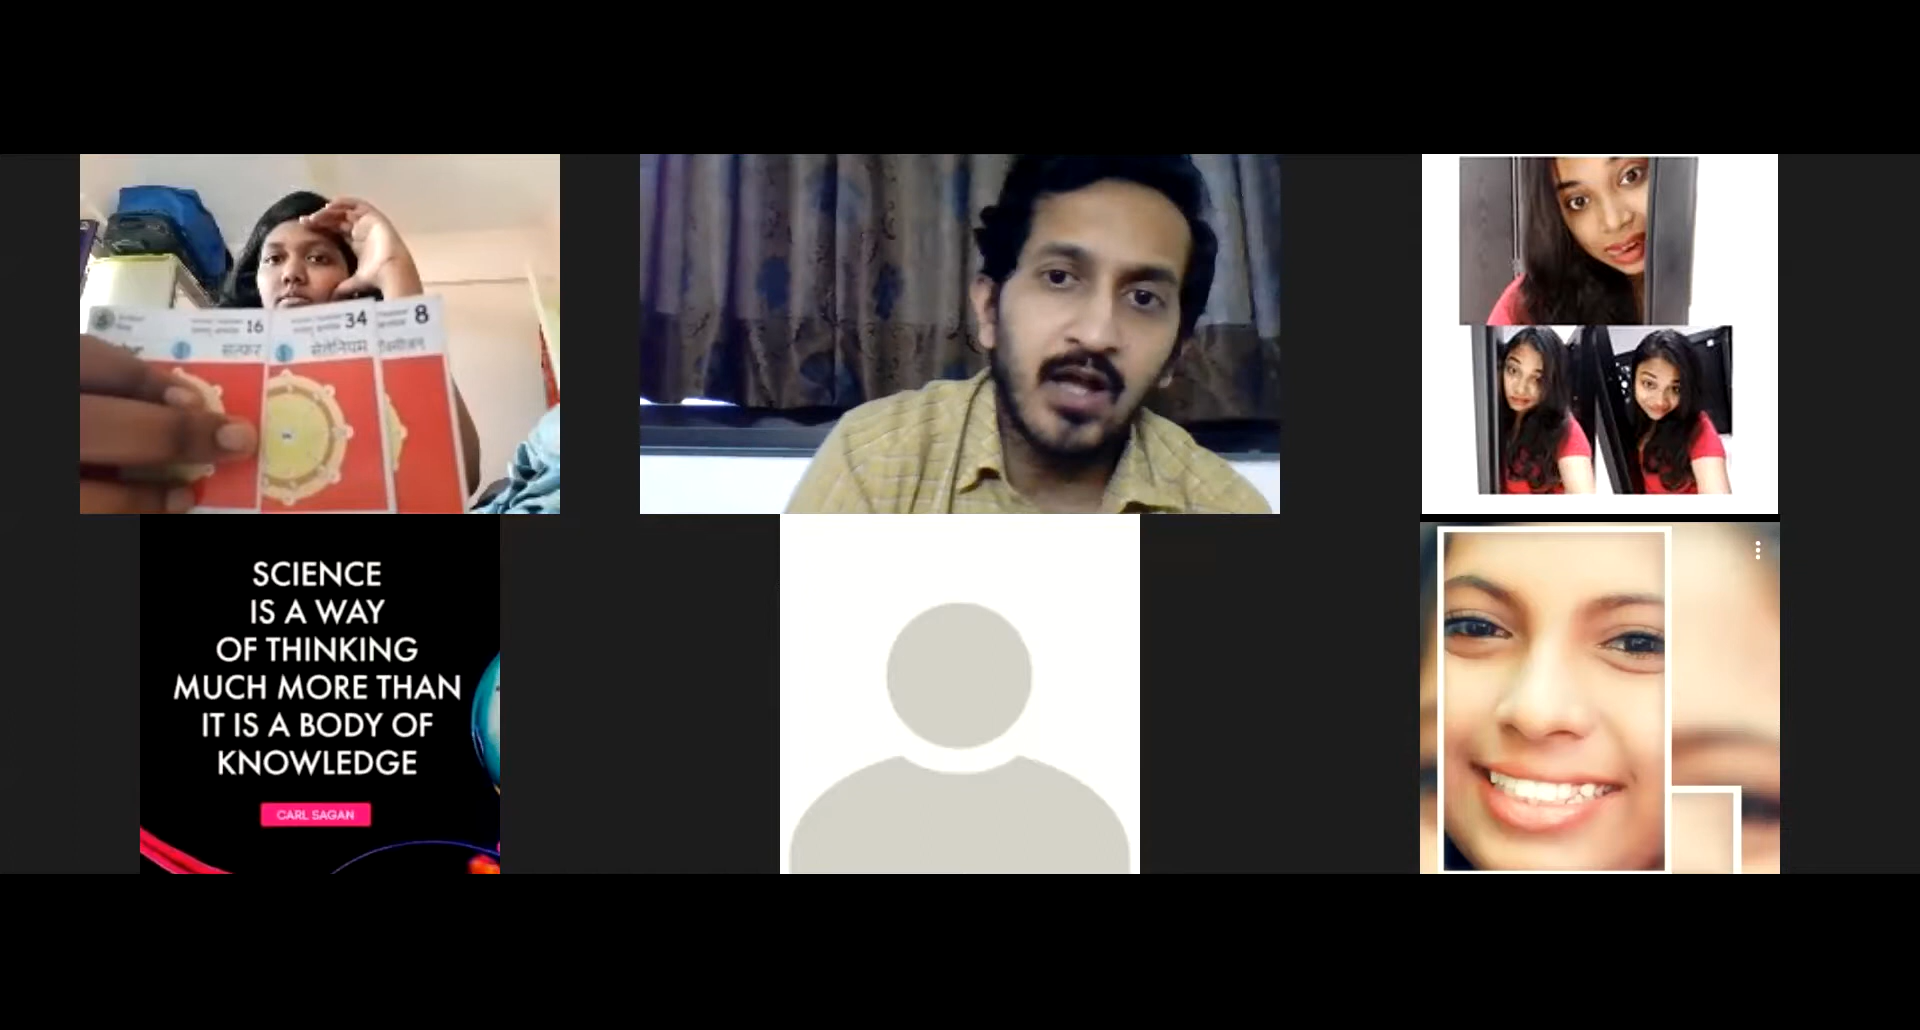 16
सल्फर
34
सेलेनियम
8
SCIENCE
IS A WAY
OF THINKING
MUCH MORE THAN
IT IS A BODY OF
KNOWLEDGE
CARL SAGAN